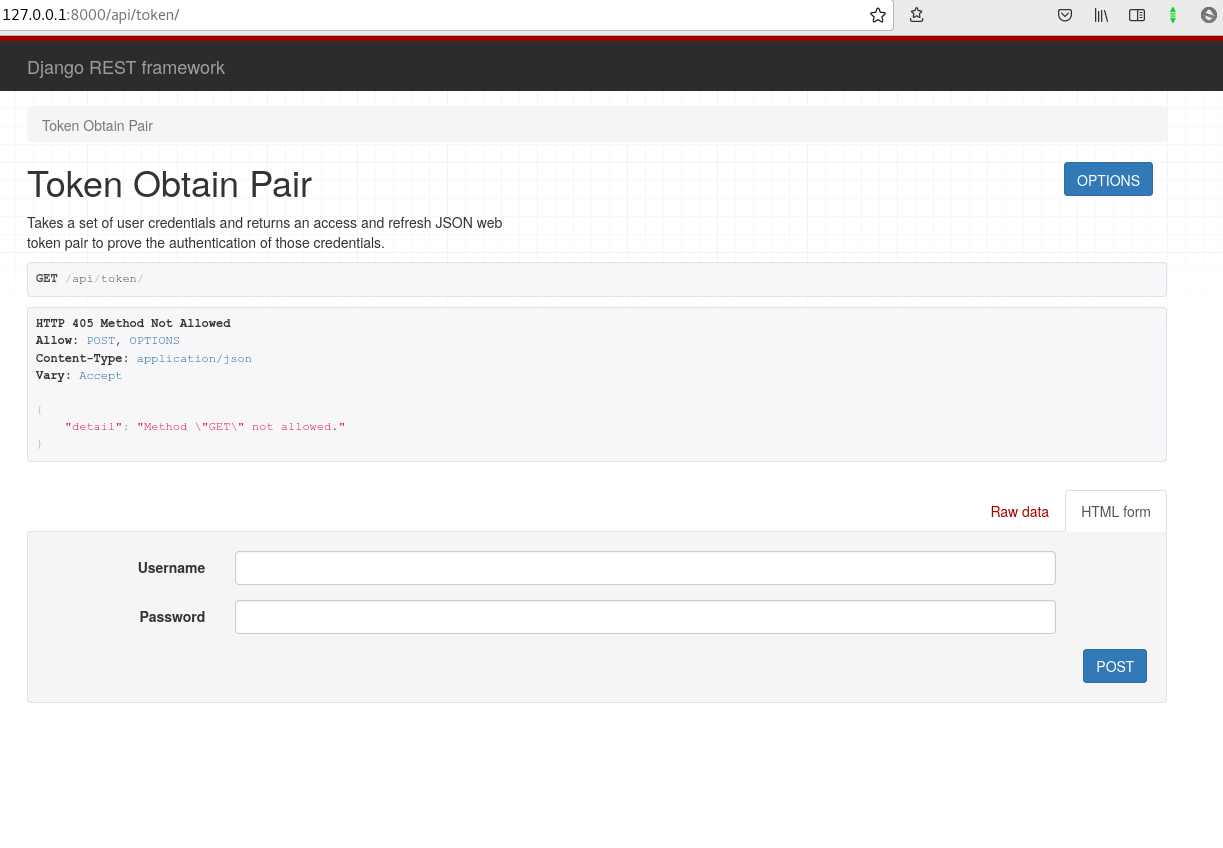 127.0.0.1:8000/api/token/
Django REST framework
Token Obtain Pair
Token Obtain Pair
OPTIONS
Takes a set of user credentials and returns an access and refresh JSON web
token pair to prove the authentication of those credentials.
GET /api/token/
HTTP 405 Method Not Allowed
Allow: POST, OPTIONS
Content-Type: application/json
Vary: Accept
{
    "detail": "Method \"GET\" not allowed."
}
Raw data
HTML form
Username
Password
POST